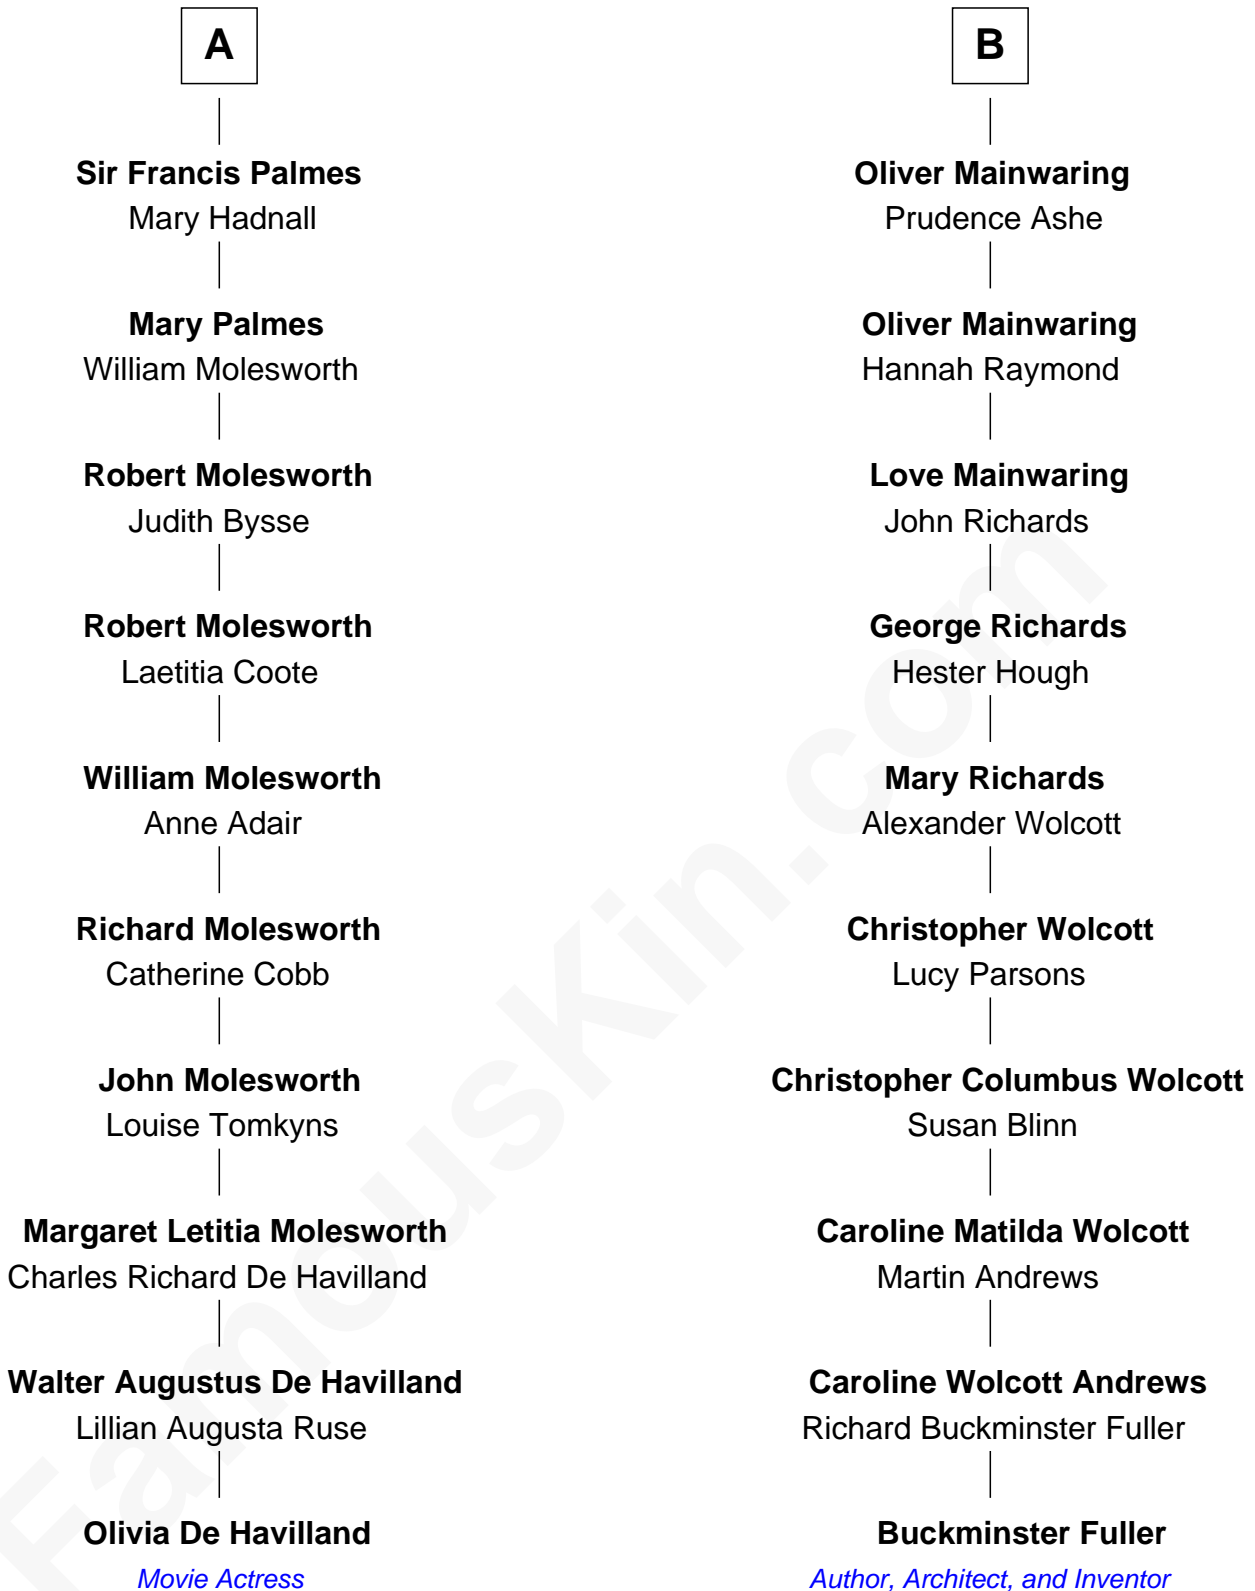 A
Sir Francis Palmes
Mary Hadnall
Mary Palmes
William Molesworth
Robert Molesworth
Judith Bysse
Robert Molesworth
Laetitia Coote
William Molesworth
Anne Adair
Richard Molesworth
Catherine Cobb
John Molesworth
Louise Tomkyns
Margaret Letitia Molesworth
Charles Richard De Havilland
Walter Augustus De Havilland
Lillian Augusta Ruse
Olivia De Havilland
Movie Actress
B
Oliver Mainwaring
Prudence Ashe
Oliver Mainwaring
Hannah Raymond
Love Mainwaring
John Richards
George Richards
Hester Hough
Mary Richards
Alexander Wolcott
Christopher Wolcott
Lucy Parsons
Christopher Columbus Wolcott
Susan Blinn
Caroline Matilda Wolcott
Martin Andrews
Caroline Wolcott Andrews
Richard Buckminster Fuller
Buckminster Fuller
Author, Architect, and Inventor
FamousKin.com